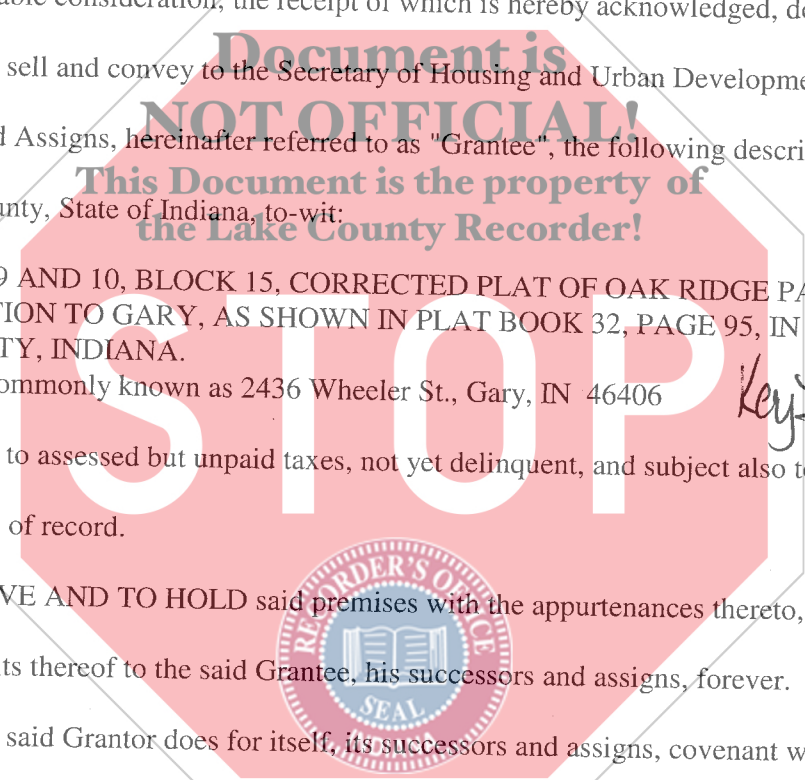 able consideration, the receipt of which is hereby acknowledged, do
Document is
sell and convey to the Secretary of Housing and Urban Developme
NOT OFFICIAL!
d Assigns, hereinafter referred to as "Grantee", the following descri
This Document is the property of
unty, State of Indiana, to-wit:
the Lake County Recorder!
9 AND 10, BLOCK 15, CORRECTED PLAT OF OAK RIDGE PA
TION TO GARY, AS SHOWN IN PLAT BOOK 32, PAGE 95, IN
TY, INDIANA.
ommonly known as 2436 Wheeler St., Gary, IN 46406
Key
STOP
to assessed but unpaid taxes, not yet delinquent, and subject also to
of record.
RECORDER'S OFFICE
VE AND TO HOLD said premises with the appurtenances thereto,
ts thereof to the said Grantee, his successors and assigns, forever.
SEAL
said Grantor does for itself, its successors and assigns, covenant w
INDIANA